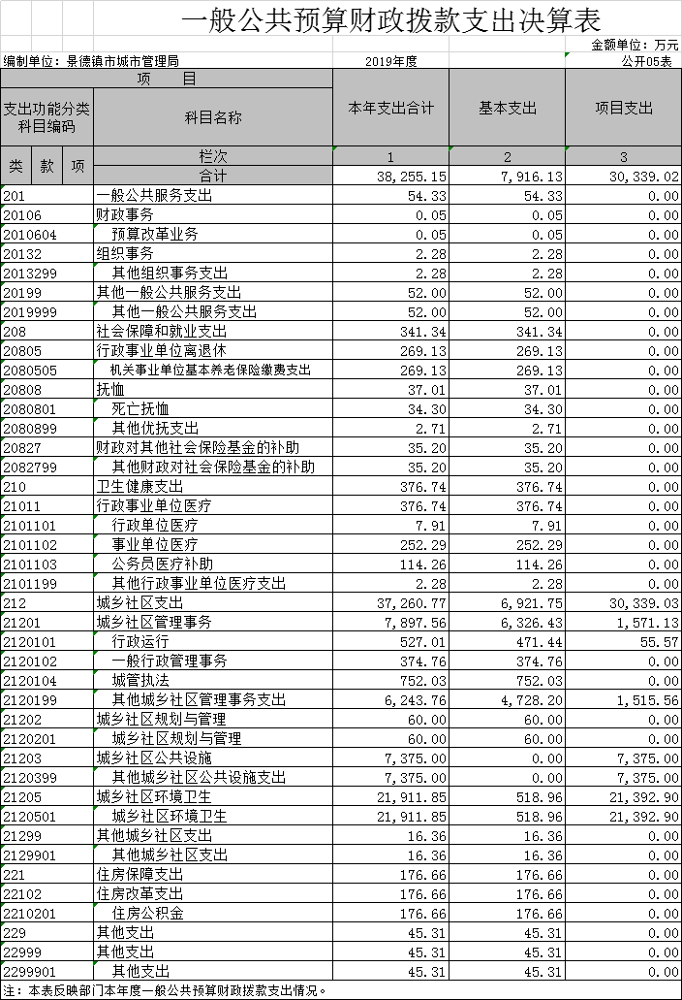 一般公共预算财政拨款支出决算表
金额单位：万元
编制单位：景德镇市城市管理局 2019年度 公开05表
项 目 本年支出合计 基本支出 项目支出
支出功能分类科目编码 科目名称
类 款 项 栏次 1 2 3
合计 38,255.15 7,916.13 30,339.02
201 一般公共服务支出 54.33 54.33 0.00
20106 财政事务 0.05 0.05 0.00
2010604 预算改革业务 0.05 0.05 0.00
20132 组织事务 2.28 2.28 0.00
2013299 其他组织事务支出 2.28 2.28 0.00
20199 其他一般公共服务支出 52.00 52.00 0.00
2019999 其他一般公共服务支出 52.00 52.00 0.00
208 社会保障和就业支出 341.34 341.34 0.00
20805 行政事业单位离退休 269.13 269.13 0.00
2080505 机关事业单位基本养老保险缴费支出 269.13 269.13 0.00
20808 抚恤 37.01 37.01 0.00
2080801 死亡抚恤 34.30 34.30 0.00
2080899 其他优抚支出 2.71 2.71 0.00
20827 财政对其他社会保险基金的补助 35.20 35.20 0.00
2082799 其他财政对社会保险基金的补助 35.20 35.20 0.00
210 卫生健康支出 376.74 376.74 0.00
21011 行政事业单位医疗 376.74 376.74 0.00
2101101 行政单位医疗 7.91 7.91 0.00
2101102 事业单位医疗 252.29 252.29 0.00
2101103 公务员医疗补助 114.26 114.26 0.00
2101199 其他行政事业单位医疗支出 2.28 2.28 0.00
212 城乡社区支出 37,260.77 6,921.75 30,339.03
21201 城乡社区管理事务 7,897.56 6,326.43 1,571.13
2120101 行政运行 527.01 471.44 55.57
2120102 一般行政管理事务 374.76 374.76 0.00
2120104 城管执法 752.03 752.03 0.00
2120199 其他城乡社区管理事务支出 6,243.76 4,728.20 1,515.56
21202 城乡社区规划与管理 60.00 60.00 0.00
2120201 城乡社区规划与管理 60.00 60.00 0.00
21203 城乡社区公共设施 7,375.00 0.00 7,375.00
2120399 其他城乡社区公共设施支出 7,375.00 0.00 7,375.00
21205 城乡社区环境卫生 21,911.85 518.96 21,392.90
2120501 城乡社区环境卫生 21,911.85 518.96 21,392.90
21299 其他城乡社区支出 16.36 16.36 0.00
2129901 其他城乡社区支出 16.36 16.36 0.00
221 住房保障支出 176.66 176.66 0.00
22102 住房改革支出 176.66 176.66 0.00
2210201 住房公积金 176.66 176.66 0.00
229 其他支出 45.31 45.31 0.00
22999 其他支出 45.31 45.31 0.00
2299901 其他支出 45.31 45.31 0.00
注：本表反映部门本年度一般公共预算财政拨款支出情况。